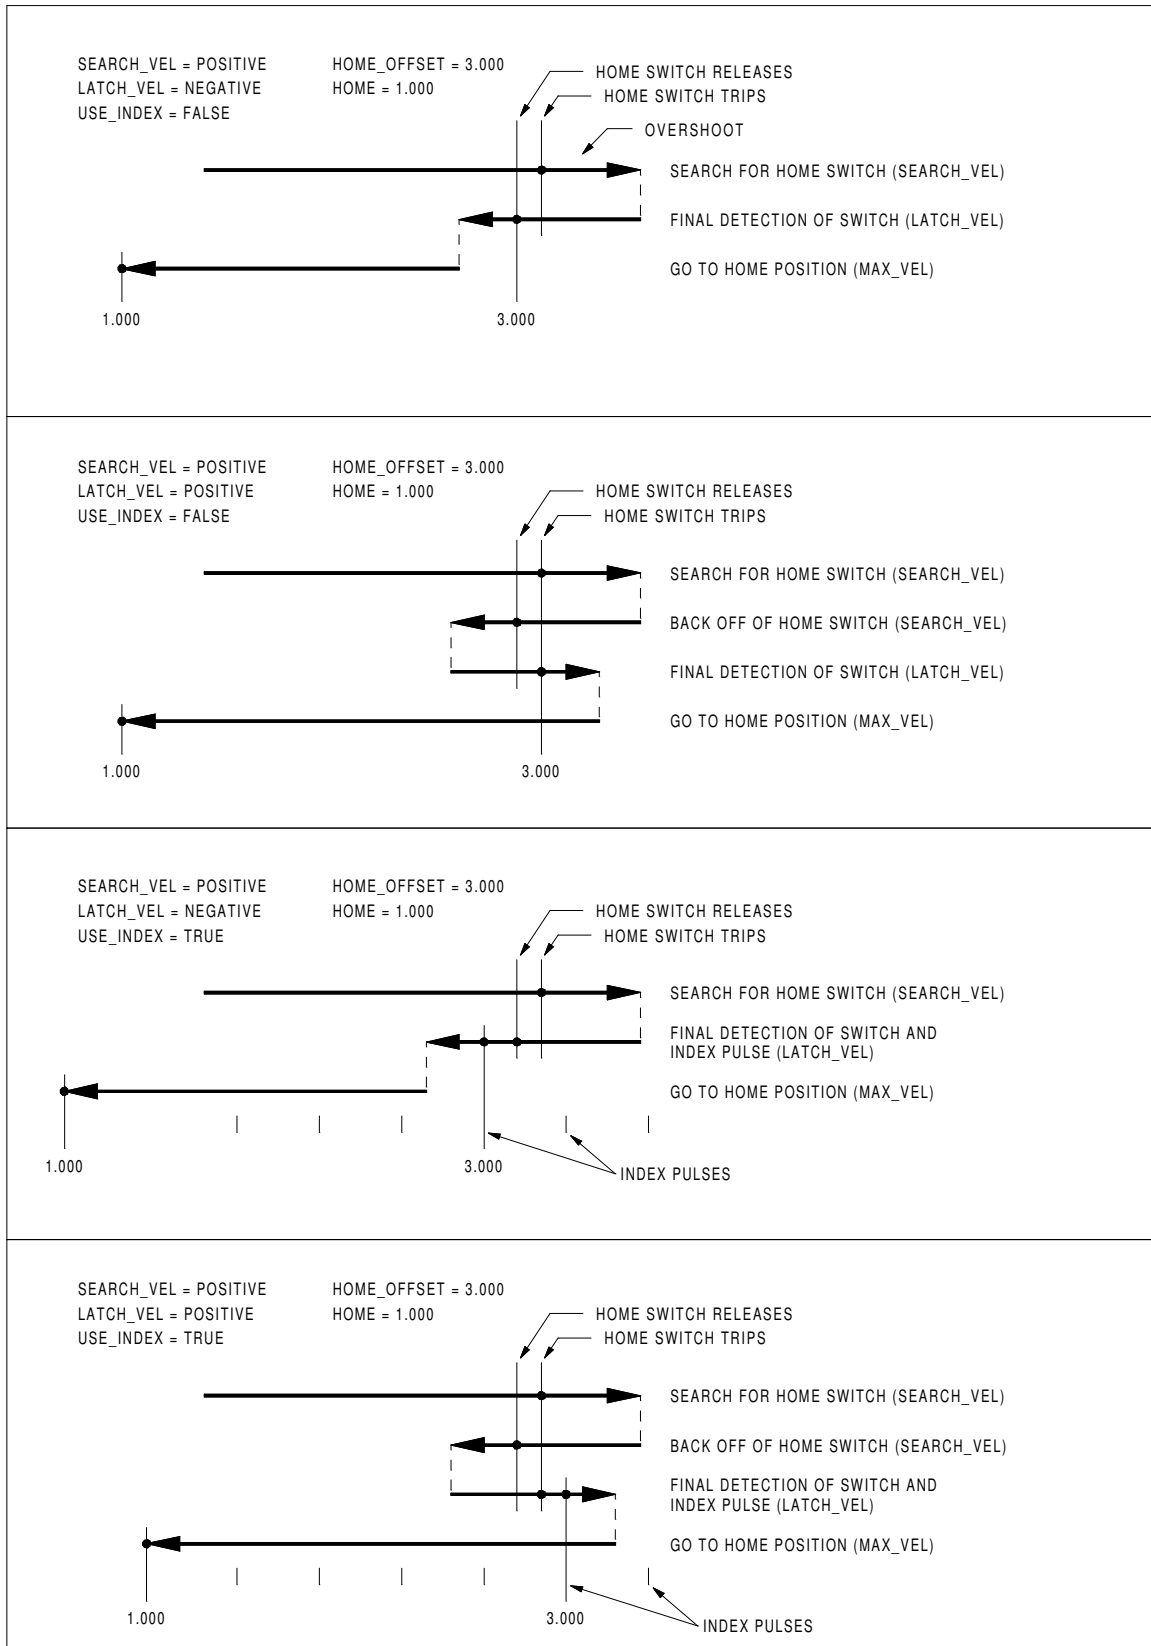 SEARCH_VEL = POSITIVE HOME_OFFSET = 3.000
LATCH_VEL = NEGATIVE HOME = 1.000
USE_INDEX = FALSE
HOME SWITCH RELEASES
HOME SWITCH TRIPS
OVERSHOOT
SEARCH FOR HOME SWITCH (SEARCH_VEL)
FINAL DETECTION OF SWITCH (LATCH_VEL)
GO TO HOME POSITION (MAX_VEL)
1.000 3.000
SEARCH_VEL = POSITIVE HOME_OFFSET = 3.000
LATCH_VEL = POSITIVE HOME = 1.000
USE_INDEX = FALSE
HOME SWITCH RELEASES
HOME SWITCH TRIPS
SEARCH FOR HOME SWITCH (SEARCH_VEL)
BACK OFF OF HOME SWITCH (SEARCH_VEL)
FINAL DETECTION OF SWITCH (LATCH_VEL)
GO TO HOME POSITION (MAX_VEL)
1.000 3.000
SEARCH_VEL = POSITIVE HOME_OFFSET = 3.000
LATCH_VEL = NEGATIVE HOME = 1.000
USE_INDEX = TRUE
HOME SWITCH RELEASES
HOME SWITCH TRIPS
SEARCH FOR HOME SWITCH (SEARCH_VEL)
FINAL DETECTION OF SWITCH AND
INDEX PULSE (LATCH_VEL)
GO TO HOME POSITION (MAX_VEL)
1.000 3.000
INDEX PULSES
SEARCH_VEL = POSITIVE HOME_OFFSET = 3.000
LATCH_VEL = POSITIVE HOME = 1.000
USE_INDEX = TRUE
HOME SWITCH RELEASES
HOME SWITCH TRIPS
SEARCH FOR HOME SWITCH (SEARCH_VEL)
BACK OFF OF HOME SWITCH (SEARCH_VEL)
FINAL DETECTION OF SWITCH AND
INDEX PULSE (LATCH_VEL)
GO TO HOME POSITION (MAX_VEL)
1.000 3.000
INDEX PULSES